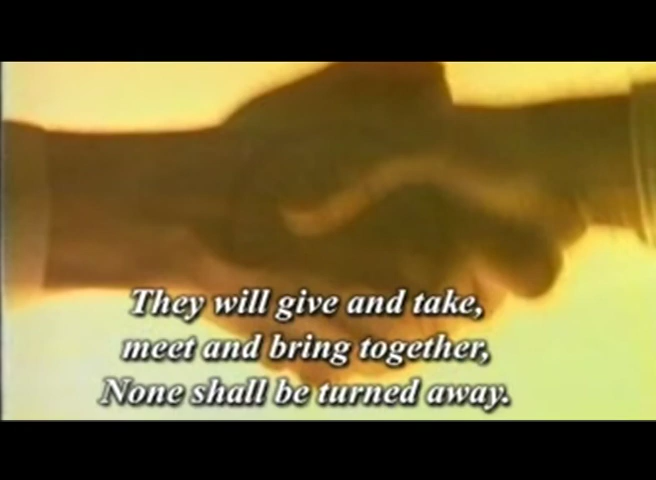 They will give and take,
meet and bring together,
None shall be turned away.